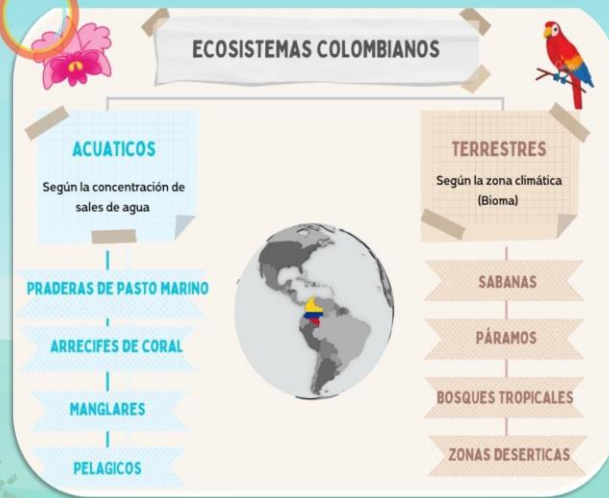 ECOSISTEMAS COLOMBIANOS
ACUATICOS
Según la concentración de
sales de agua
PRADERAS DE PASTO MARINO
ARRECIFES DE CORAL
MANGLARES
PELAGICOS
TERRESTRES
Según la zona climática
(Bioma)
SABANAS
PÁRAMOS
BOSQUES TROPICALES
ZONAS DESERTICAS